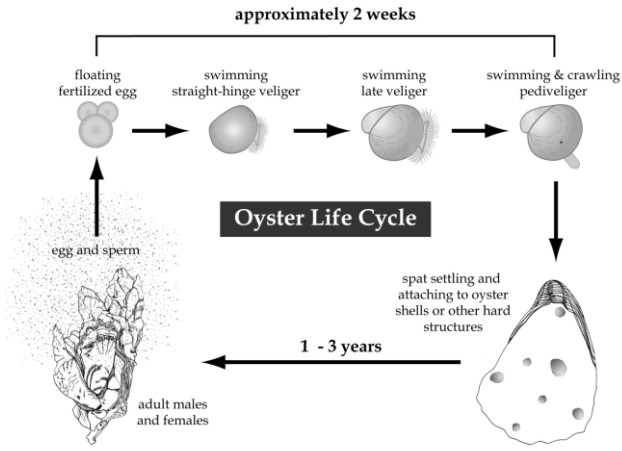 approximately 2 weeks
floating
fertilized egg
swimming
straight-hinge veliger
swimming
late veliger
swimming & crawling
pediveliger
Oyster Life Cycle
egg and sperm
spat settling and
attaching to oyster
shells or other hard
structures
1 - 3 years
adult males
and females